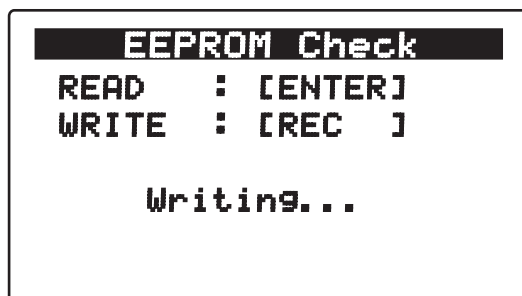 EEPROM Check
READ : [ENTER]
WRITE : [REC ]
Writing...